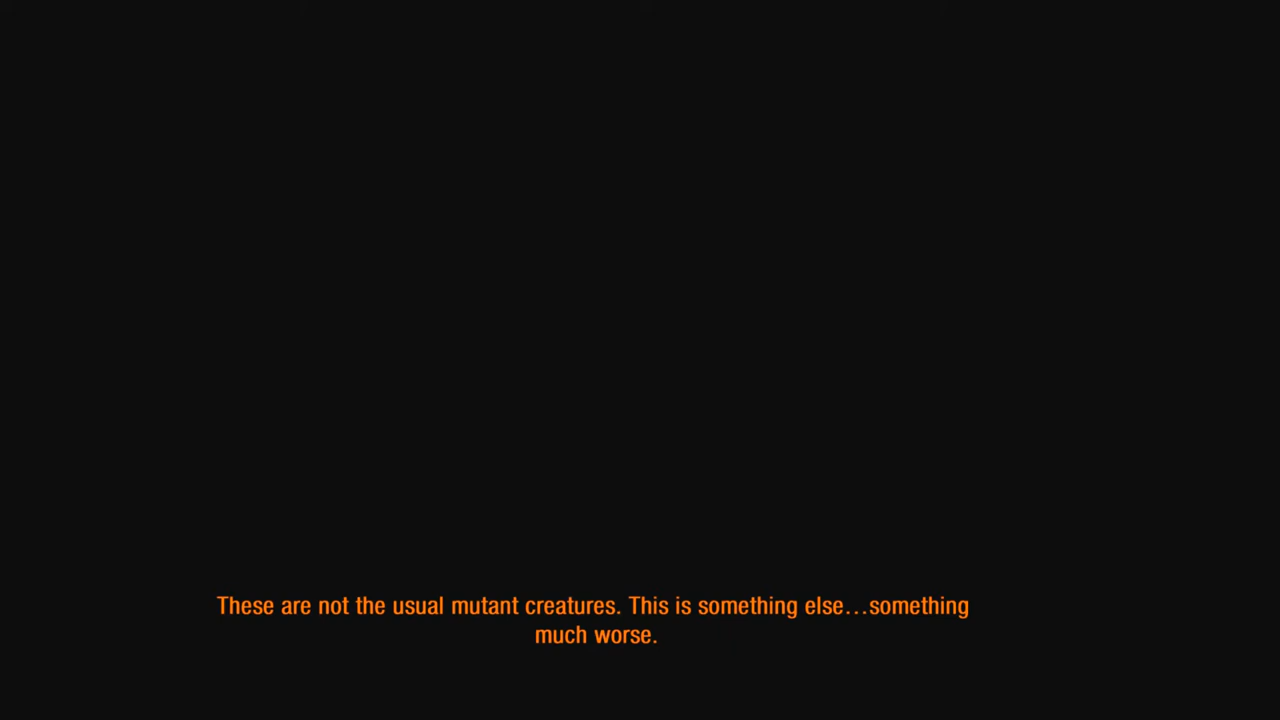 These are not the usual mutant creatures. This is something else…something
much worse.